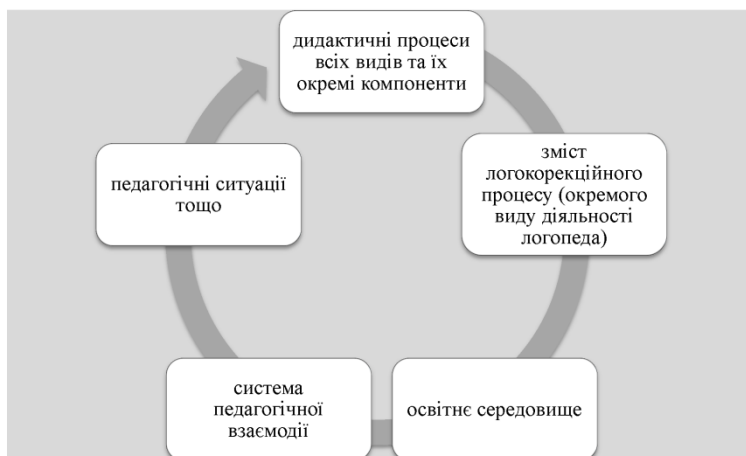 дидактичні процеси
всіх видів та їх
окремі компоненти
зміст
логокорекційного
процесу (окремого
виду діяльності
логопеда)
освітнє середовище
система
педагогічної
взаємодії
педагогічні ситуації
тощо